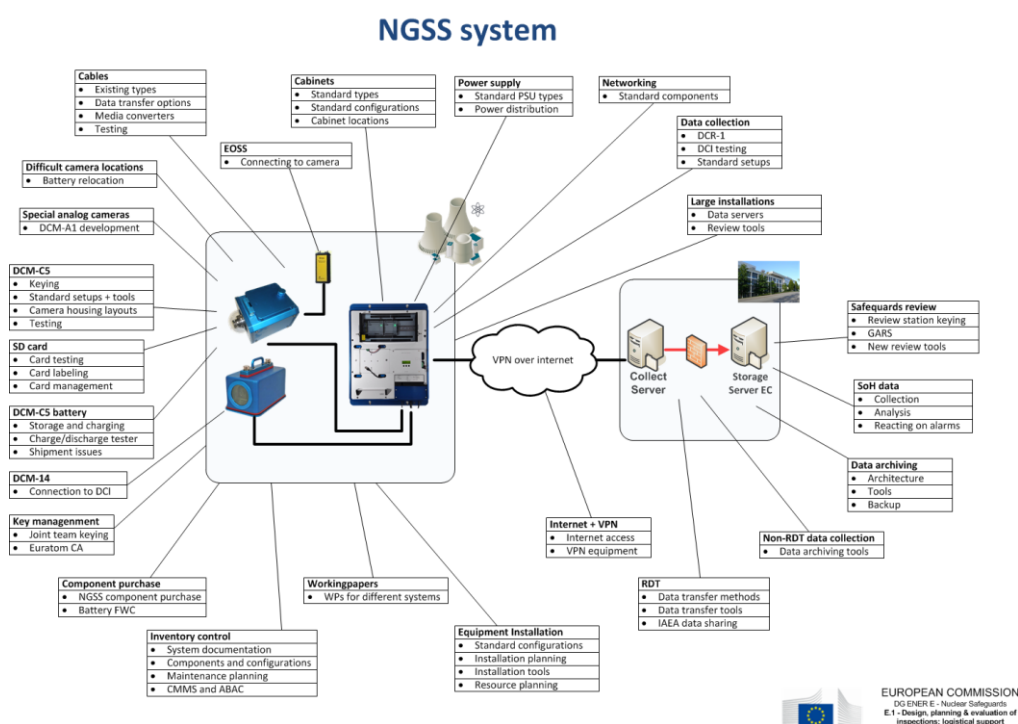 NGSS system
Cables
• Existing types
• Data transfer options
• Media converters
• Testing
Cabinets
• Standard types
• Standard configurations
• Cabinet locations
Power supply
• Standard PSU types
• Power distribution
Networking
• Standard components
Data collection
• DCR-1
• DCI testing
• Standard setups
EOSS
• Connecting to camera
Difficult camera locations
• Battery relocation
Large installations
• Data servers
• Review tools
Special analog cameras
• DCM-A1 development
DCM-C5
• Keying
• Standard setups + tools
• Camera housing layouts
• Testing
Safeguards review
• Review station keying
• GARS
• New review tools
SD card
• Card testing
• Card labeling
• Card management
VPN over internet
Collect
Server
Storage
Server EC
SoH data
• Collection
• Analysis
• Reacting on alarms
DCM-C5 battery
• Storage and charging
• Charge/discharge tester
• Shipment issues
DCM-14
• Connection to DCI
Data archiving
• Architecture
• Tools
• Backup
Key managenment
• Joint team keying
• Euratom CA
Internet + VPN
• Internet access
• VPN equipment
Non-RDT data collection
• Data archiving tools
Component purchase
• NGSS component purchase
• Battery FWC
Workingpapers
• WPs for different systems
RDT
• Data transfer methods
• Data transfer tools
• IAEA data sharing
Inventory control
• System documentation
• Components and configurations
• Maintenance planning
• CMMS and ABAC
Equipment Installation
• Standard configurations
• Installation planning
• Installation tools
• Resource planning
EUROPEAN COMMISSION
DG ENER E - Nuclear Safeguards
E.1 - Design, planning & evaluation of
inspections; logistical support